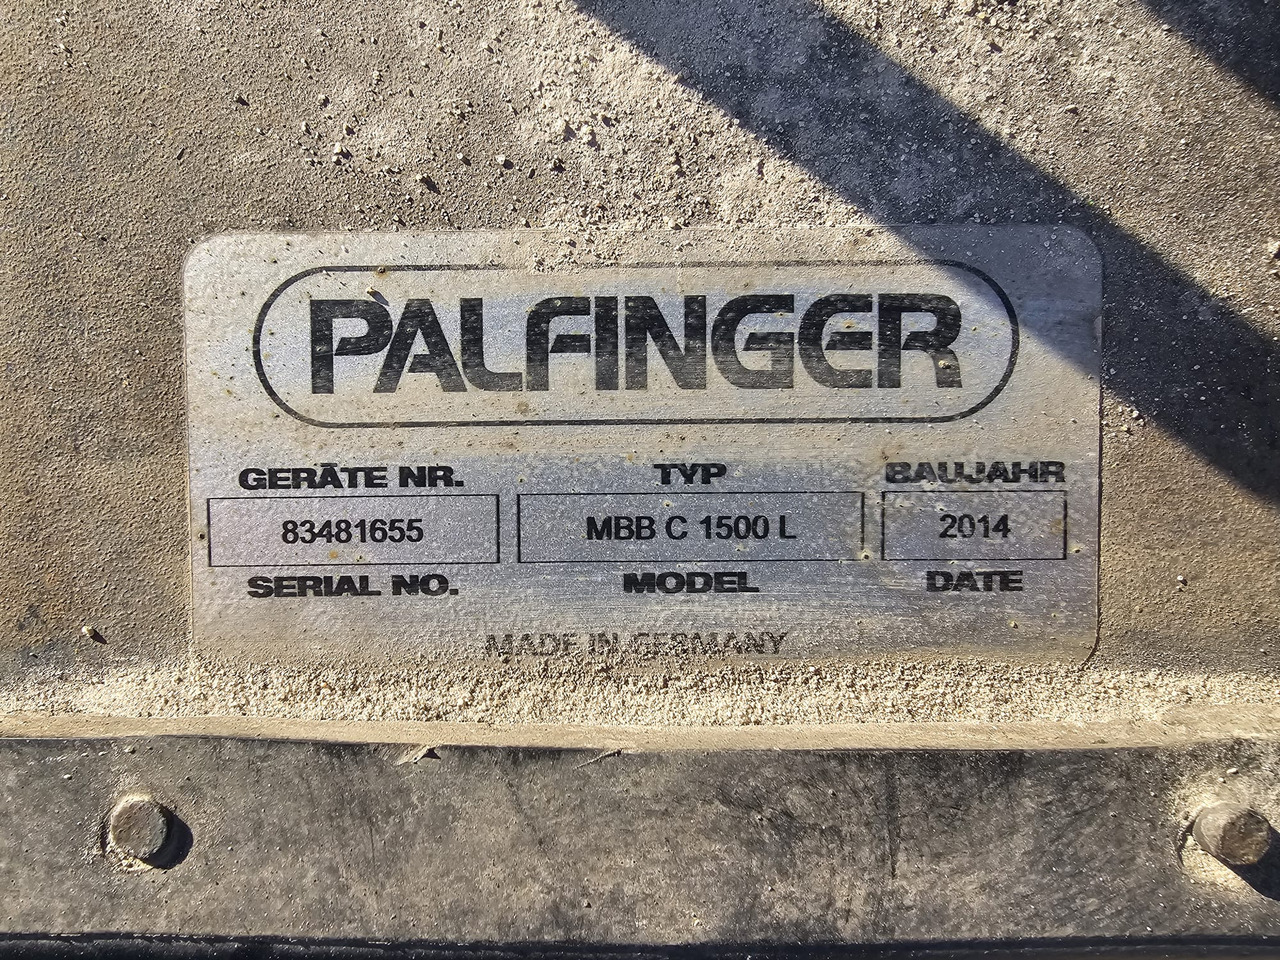 PALFINGER
GERÄTE NR. TYP BAUJAHR
83481655 MBB C 1500 L 2014
SERIAL NO. MODEL DATE
MADE IN GERMANY